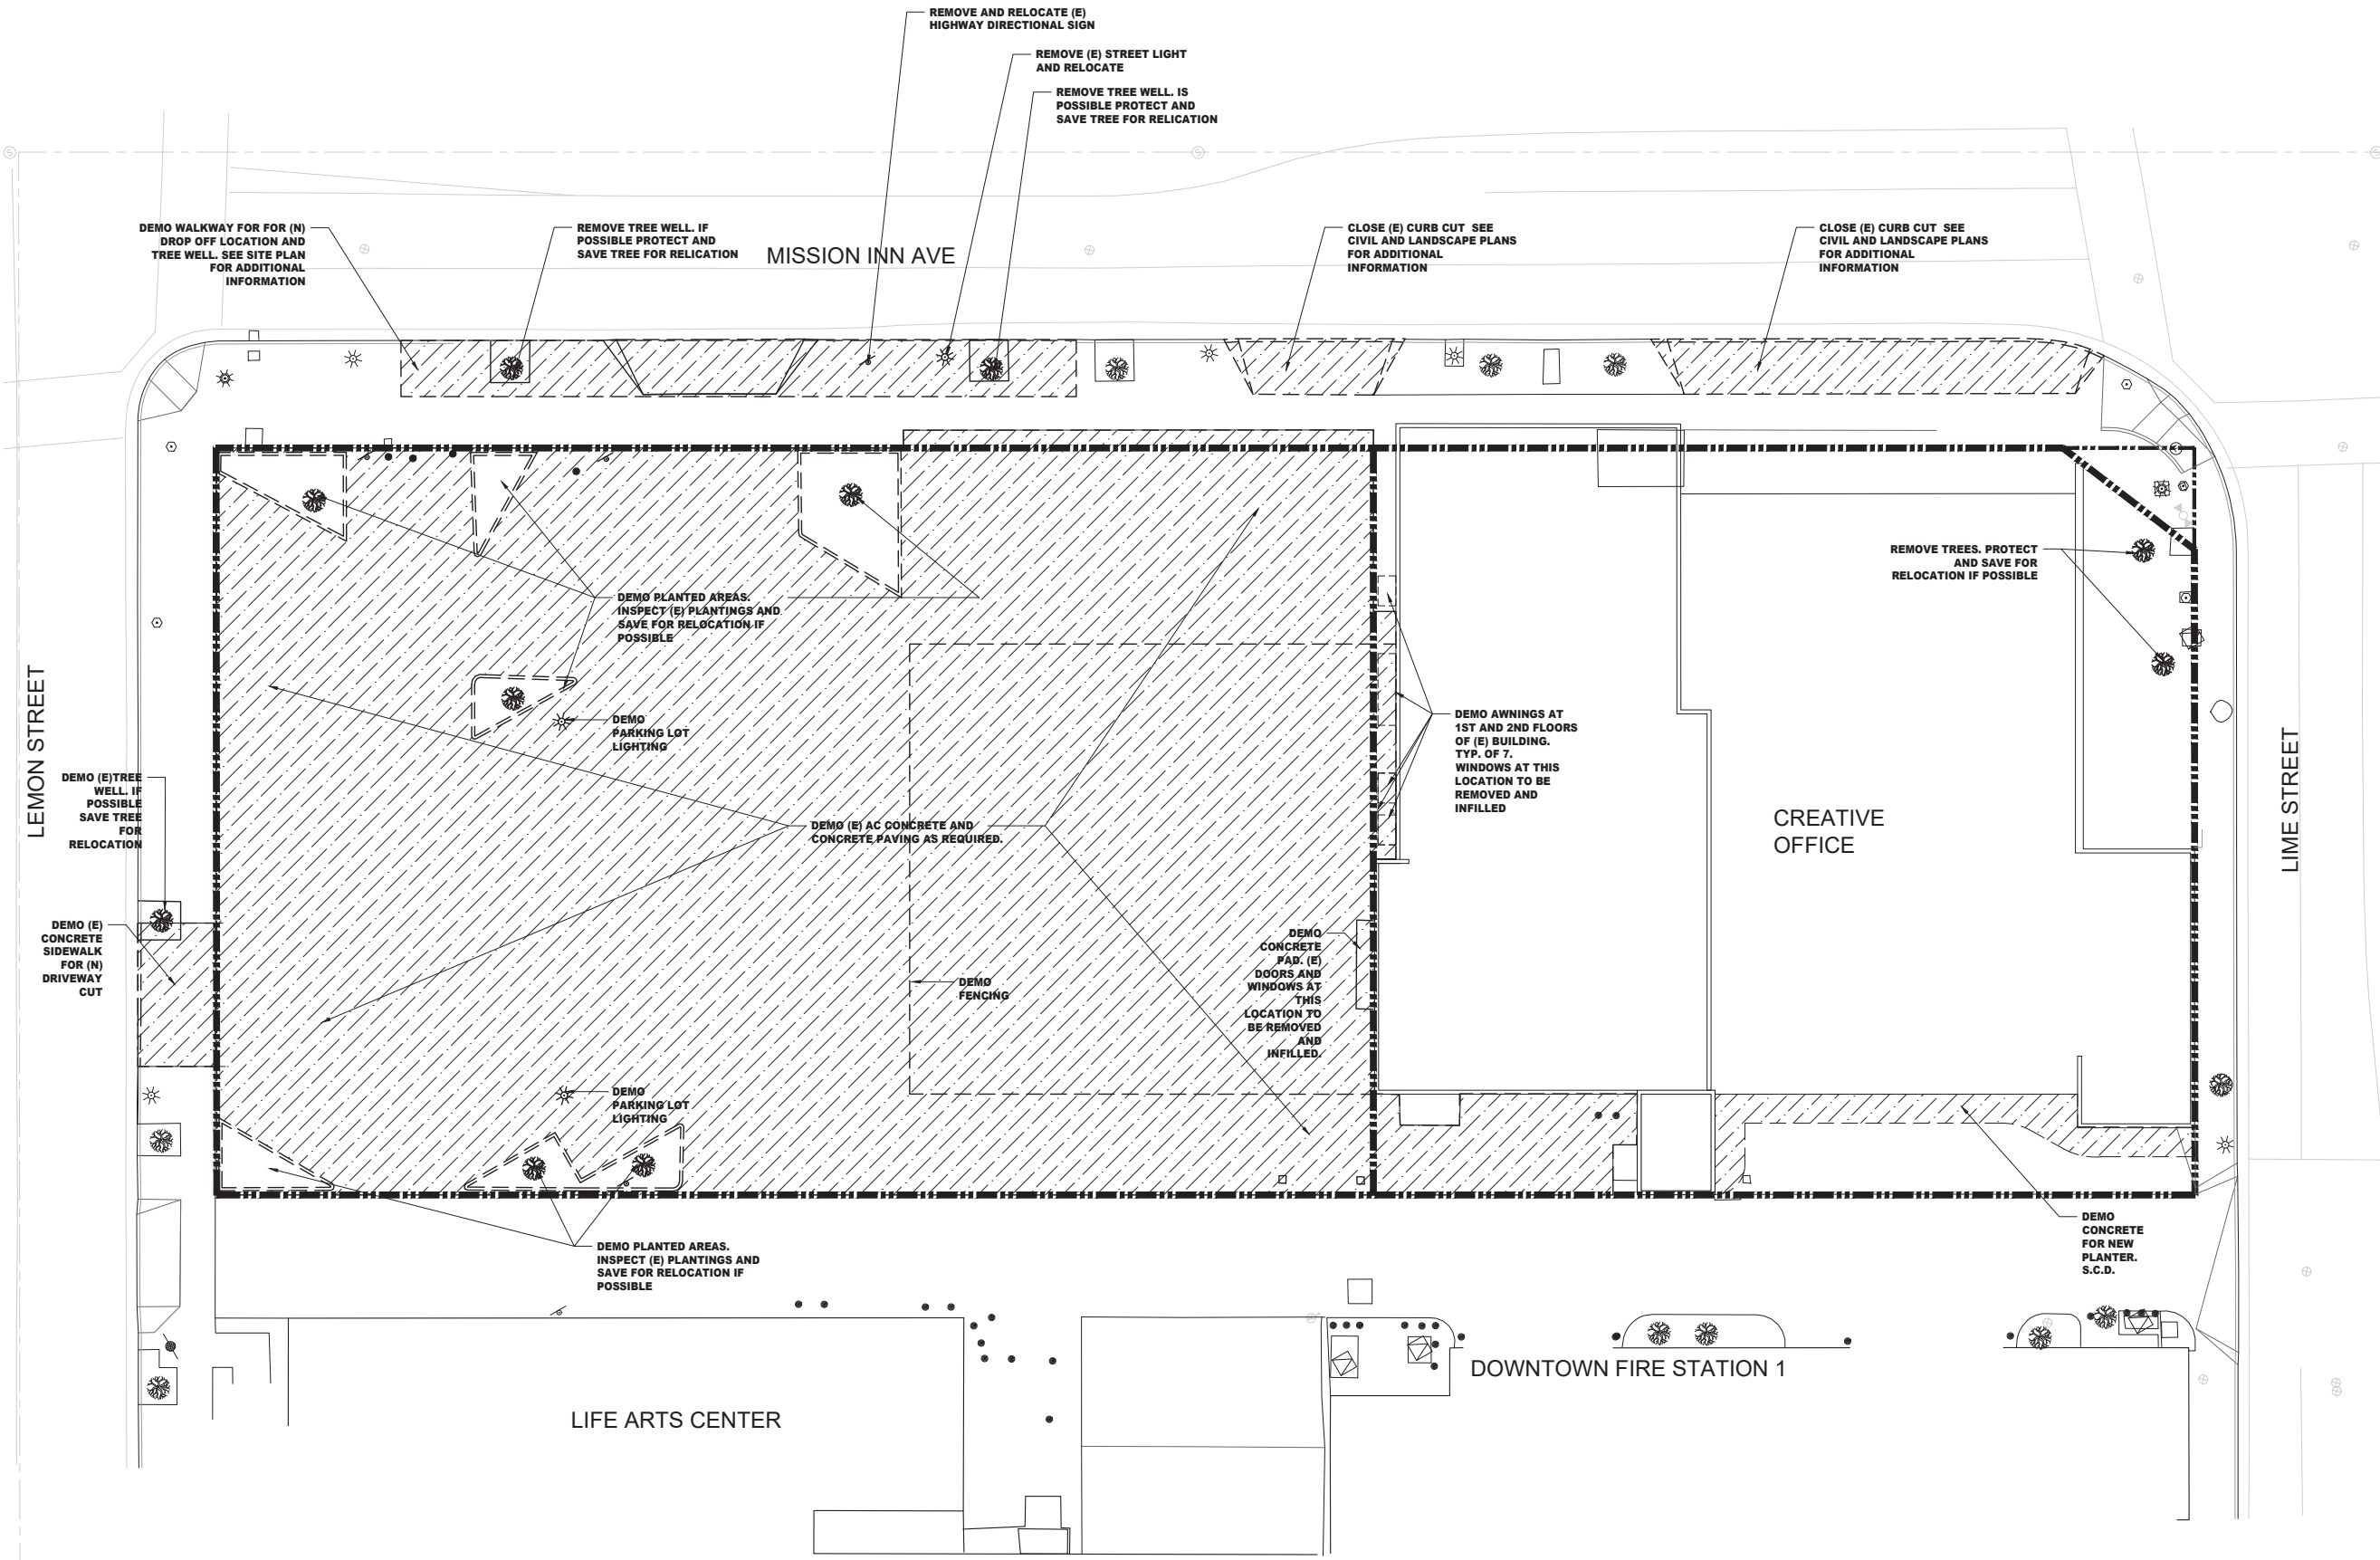 REMOVE AND RELOCATE (E)
HIGHWAY DIRECTIONAL SIGN
REMOVE (E) STREET LIGHT
AND RELOCATE
REMOVE TREE WELL. IS
POSSIBLE PROTECT AND
SAVE TREE FOR RELICATION
DEMO WALKWAY FOR FOR (N)
DROP OFF LOCATION AND
TREE WELL. SEE SITE PLAN
FOR ADDITIONAL
INFORMATION
REMOVE TREE WELL. IF
POSSIBLE PROTECT AND
SAVE TREE FOR RELICATION
MISSION INN AVE
CLOSE (E) CURB CUT SEE
CIVIL AND LANDSCAPE PLANS
FOR ADDITIONAL
INFORMATION
CLOSE (E) CURB CUT SEE
CIVIL AND LANDSCAPE PLANS
FOR ADDITIONAL
INFORMATION
REMOVE TREES. PROTECT
AND SAVE FOR
RELOCATION IF POSSIBLE
DEMO PLANTED AREAS.
INSPECT (E) PLANTINGS AND
SAVE FOR RELOCATION IF
POSSIBLE
LEMON STREET
DEMO
PARKING LOT
LIGHTING
DEMO AWNINGS AT
1ST AND 2ND FLOORS
OF (E) BUILDING.
TYP. OF 7.
WINDOWS AT THIS
LOCATION TO BE
REMOVED AND
INFILLED
LIME STREET
DEMO (E)TREE
WELL. IF
POSSIBLE
SAVE TREE
FOR
RELOCATION
DEMO (E) AC CONCRETE AND
CONCRETE PAVING AS REQUIRED.
CREATIVE
OFFICE
DEMO (E)
CONCRETE
SIDEWALK
FOR (N)
DRIVEWAY
CUT
DEMO
FENCING
DEMO
CONCRETE
PAD. (E)
DOORS AND
WINDOWS AT
THIS
LOCATION TO
BE REMOVED
AND
INFILLED.
DEMO
PARKING LOT
LIGHTING
DEMO PLANTED AREAS.
INSPECT (E) PLANTINGS AND
SAVE FOR RELOCATION IF
POSSIBLE
DEMO
CONCRETE
FOR NEW
PLANTER.
S.C.D.
DOWNTOWN FIRE STATION 1
LIFE ARTS CENTER